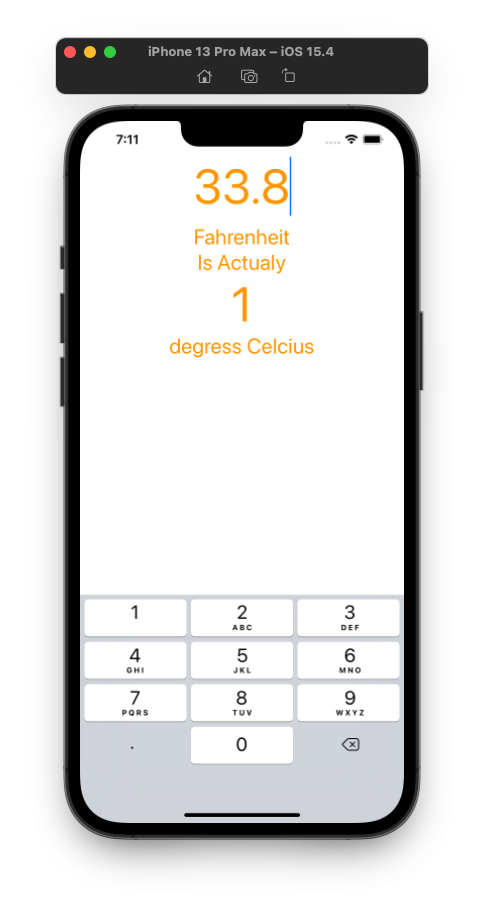 iPhone 13 Pro Max – iOS 15.4
7:11
33.8
Fahrenheit
Is Actualy
1
degress Celcius
1 2 3
ABC DEF
4 5 6
GHI JKL MNO
7 8 9
PQRS TUV WXYZ
. 0